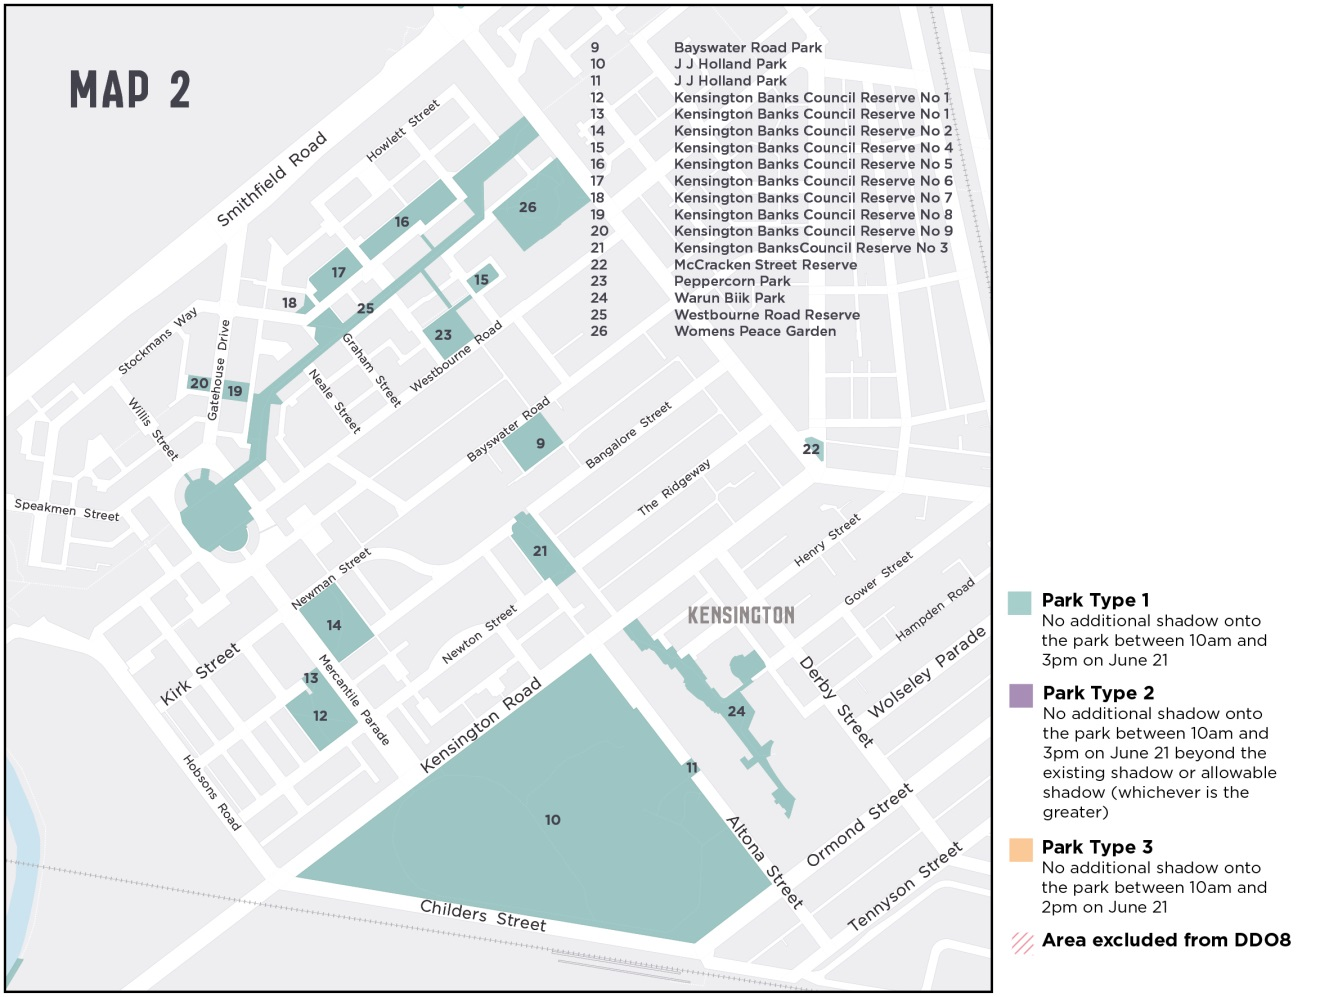 MAP 2
9 Bayswater Road Park
10 J J Holland Park
11 J J Holland Park
12 Kensington Banks Council Reserve No 1
13 Kensington Banks Council Reserve No 1
14 Kensington Banks Council Reserve No 2
15 Kensington Banks Council Reserve No 4
16 Kensington Banks Council Reserve No 5
17 Kensington Banks Council Reserve No 6
18 Kensington Banks Council Reserve No 7
19 Kensington Banks Council Reserve No 8
20 Kensington Banks Council Reserve No 9
21 Kensington BanksCouncil Reserve No 3
22 McCracken Street Reserve
23 Peppercorn Park
24 Warun Biik Park
25 Westbourne Road Reserve
26 Womens Peace Garden
Howlett Street
Smithfield Road
16
26
17
15
18
25
23
Stockmans Way
Gatehouse Drive
Graham Street
Westbourne Road
Neale Street
20
19
Willis Street
Bayswater Road
9
Bangalore Street
22
The Ridgeway
Speakmen Street
21
Henry Street
Gower Street
Hampden Road
Newman Street
14
Newton Street
KENSINGTON
Kirk Street
13
12
Mercantile Parade
Kensington Road
Derby Street
Wolseley Parade
24
11
10
Hobsons Road
Altona Street
Ormond Street
Tennyson Street
Childers Street
Park Type 1
No additional shadow onto
the park between 10am and
3pm on June 21
Park Type 2
No additional shadow onto
the park between 10am and
3pm on June 21 beyond the
existing shadow or allowable
shadow (whichever is the
greater)
Park Type 3
No additional shadow onto
the park between 10am and
2pm on June 21
Area excluded from DDO8